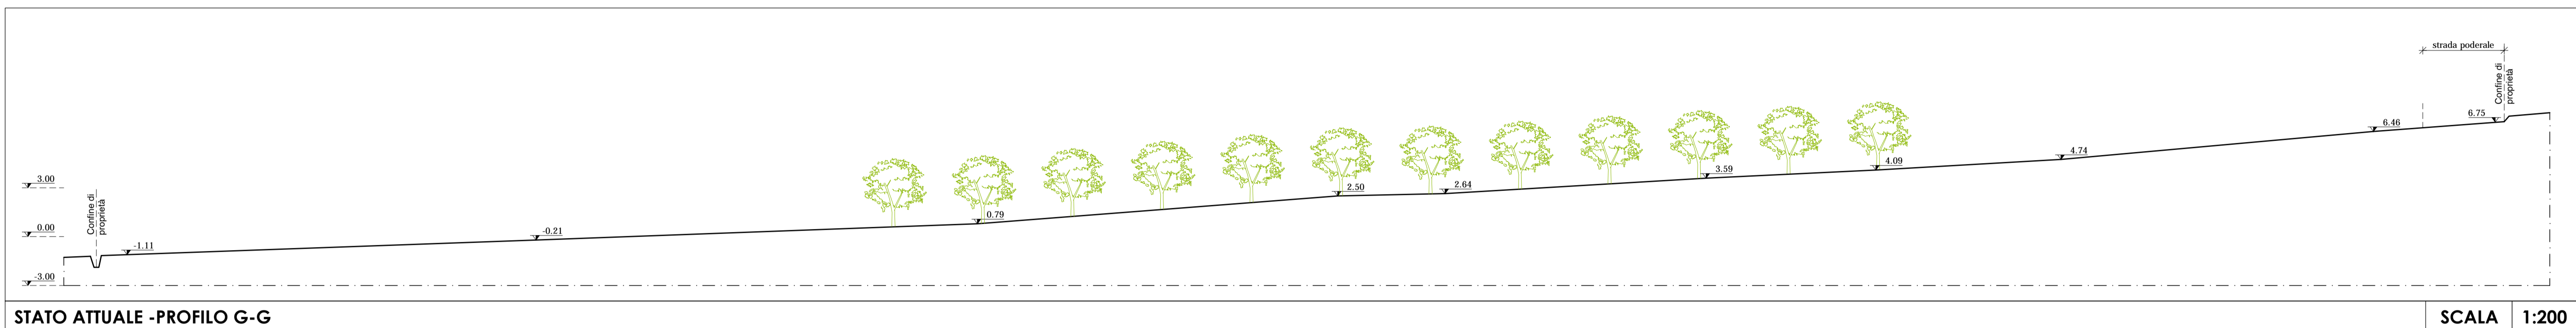 strada poderale
Confine di
proprietà
6.75
6.46
4.74
4.09
3.59
2.64
2.50
0.79
-0.21
-1.11
Confine di
proprietà
3.00
0.00
-3.00
STATO ATTUALE -PROFILO G-G
SCALA
1:200